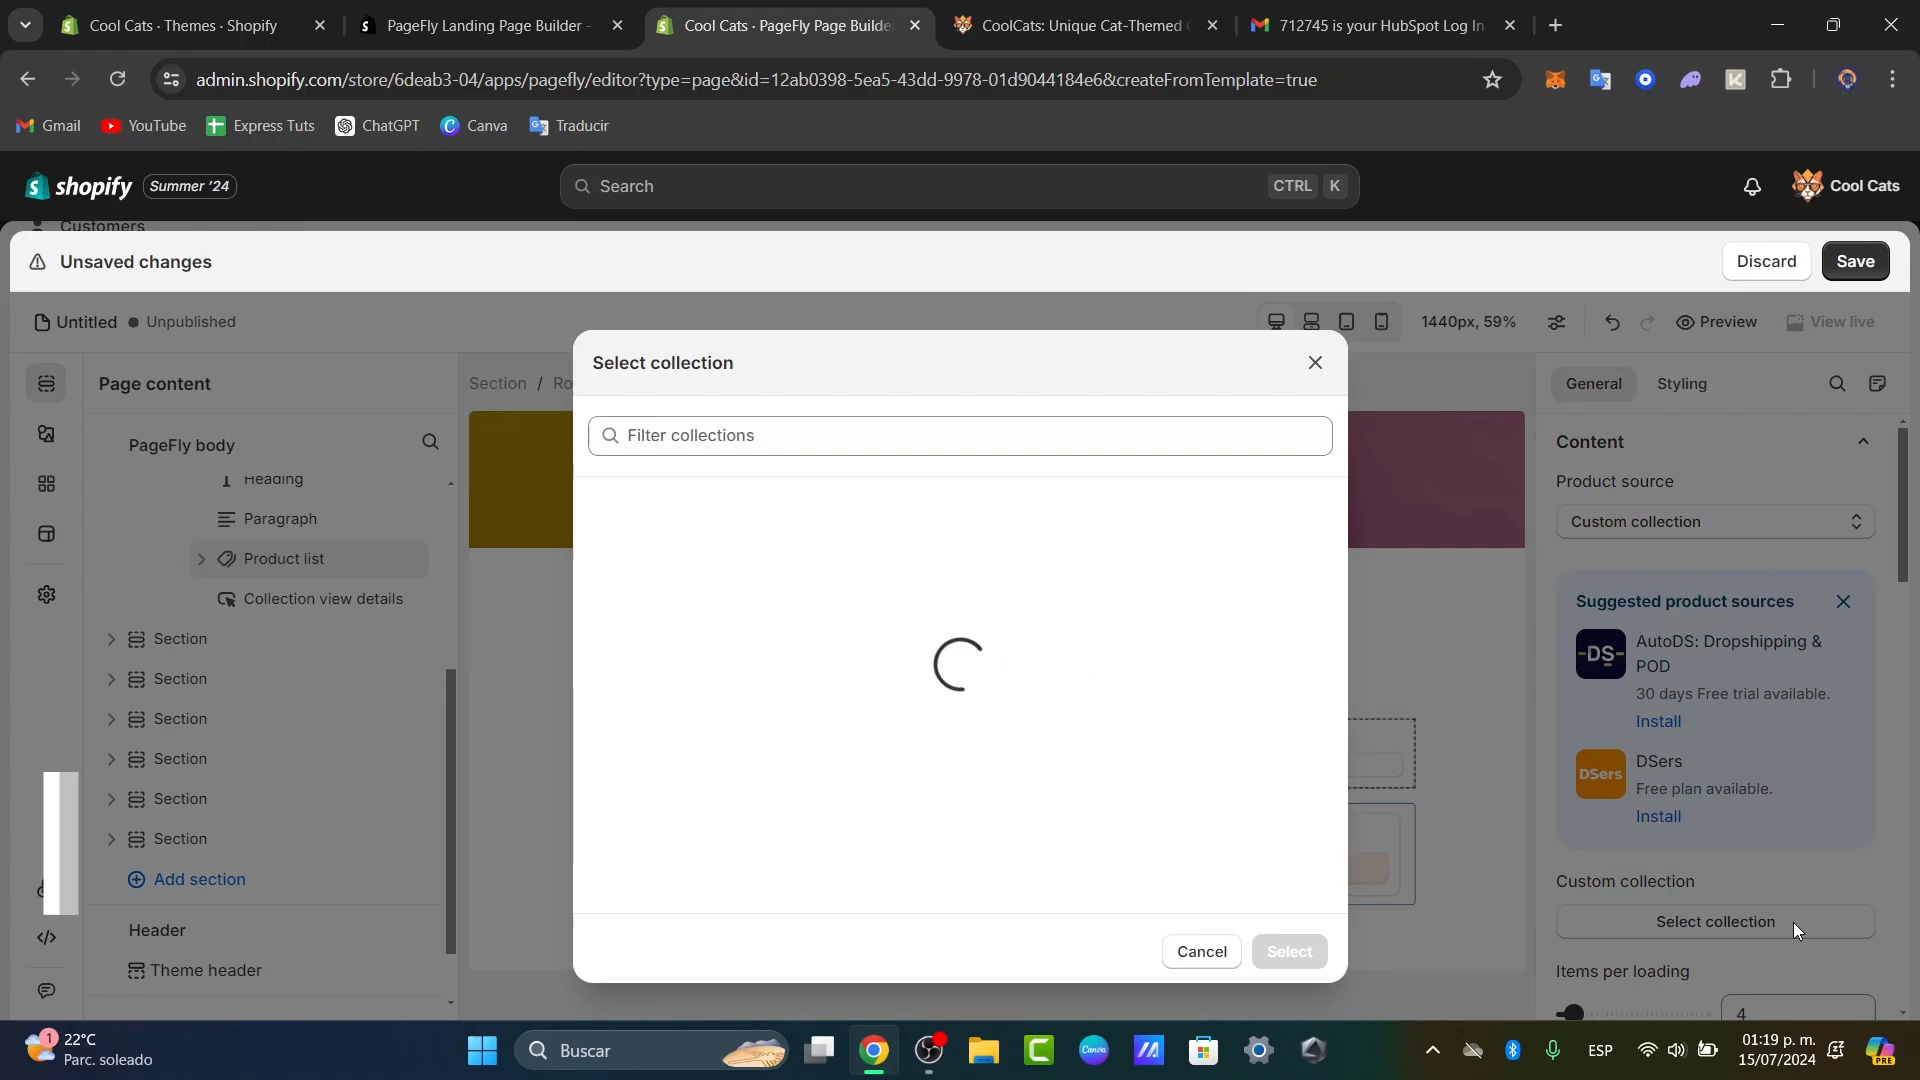 Cool Cats · Themes · Shopify
PageFly Landing Page Builder -
Cool Cats · PageFly Page Builde
CoolCats: Unique Cat-Themed
712745 is your HubSpot Log In
admin.shopify.com/store/6deab3-04/apps/pagefly/editor?type=page&id=12ab0398-5ea5-43dd-9978-01d9044184e6&createFromTemplate=true
Gmail
YouTube
Express Tuts
ChatGPT
Canva
Traducir
shopify
Summer '24
Search
CTRL K
Cool Cats
Customers
Unsaved changes
Discard
Save
Untitled
Unpublished
1440px, 59%
Preview
View live
Page content
Section / Ro
Select collection
General
Styling
PageFly body
Filter collections
Content
Heading
Product source
Paragraph
Custom collection
Product list
Collection view details
Suggested product sources
Section
-DS-
AutoDS: Dropshipping &
POD
30 days Free trial available.
Install
Section
Section
Section
DSers
DSers
Free plan available.
Install
Section
Section
Add section
Custom collection
Select collection
Header
Cancel
Select
Theme header
Items per loading
4
1
22°C
Parc. soleado
Buscar
Canva
ESP
01:19 p. m.
15/07/2024
PRE